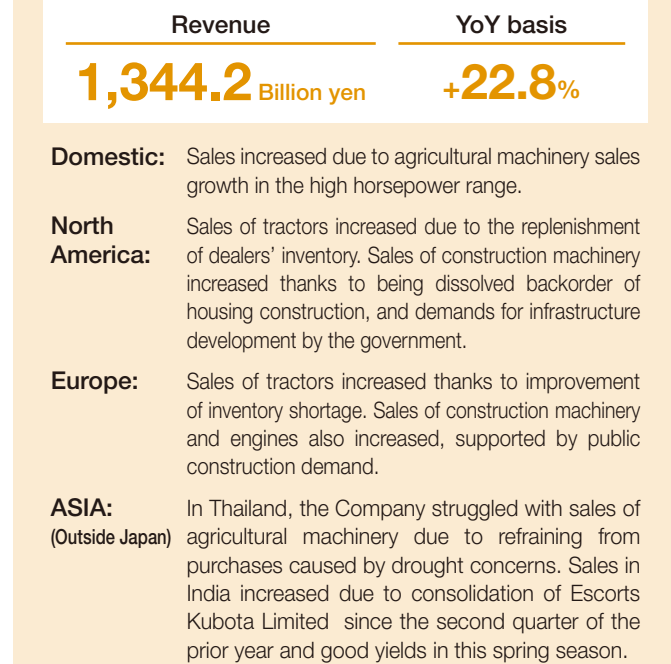 Revenue YoY basis
1,344.2 Billion yen +22.8%
Domestic: Sales increased due to agricultural machinery sales
growth in the high horsepower range.
North Sales of tractors increased due to the replenishment
America: of dealers’ inventory. Sales of construction machinery
increased thanks to being dissolved backorder of
housing construction, and demands for infrastructure
development by the government.
Europe: Sales of tractors increased thanks to improvement
of inventory shortage. Sales of construction machinery
and engines also increased, supported by public
construction demand.
ASIA: In Thailand, the Company struggled with sales of
(Outside Japan) agricultural machinery due to refraining from
purchases caused by drought concerns. Sales in
India increased due to consolidation of Escorts
Kubota Limited since the second quarter of the
prior year and good yields in this spring season.